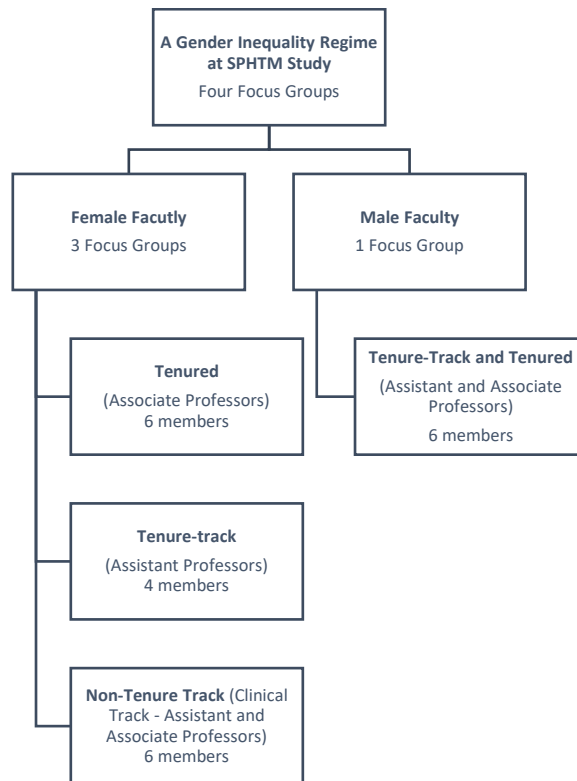 A Gender Inequality Regime
at SPHTM Study
Four Focus Groups
Female Facutly
3 Focus Groups
Male Faculty
1 Focus Group
Tenured
(Associate Professors)
6 members
Tenure-Track and Tenured
(Assistant and Associate
Professors)
6 members
Tenure-track
(Assistant Professors)
4 members
Non-Tenure Track (Clinical
Track - Assistant and
Associate Professors)
6 members